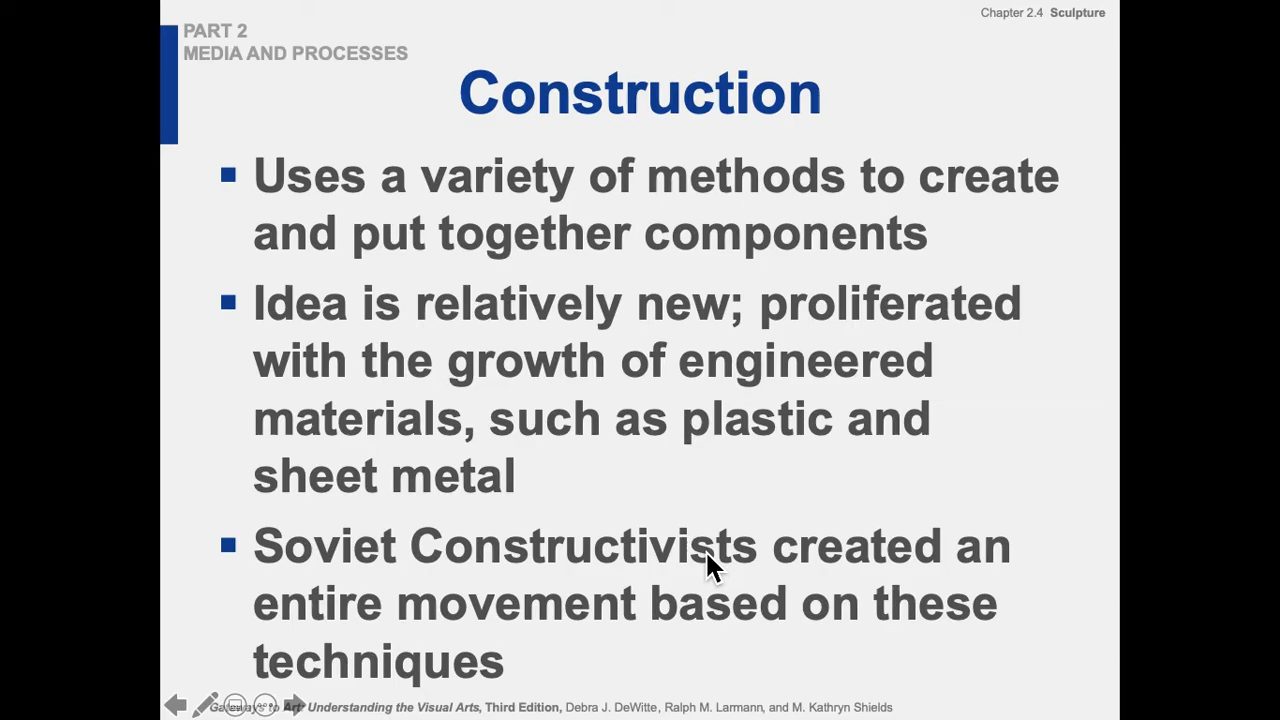 Chapter 2.4 Sculpture
PART 2
MEDIA AND PROCESSES
Construction
▪ Uses a variety of methods to create
and put together components
▪ Idea is relatively new; proliferated
with the growth of engineered
materials, such as plastic and
sheet metal
▪ Soviet Constructivists created an
entire movement based on these
techniques
Gateways to Art: Understanding the Visual Arts, Third Edition, Debra J. DeWitte, Ralph M. Larmann, and M. Kathryn Shields